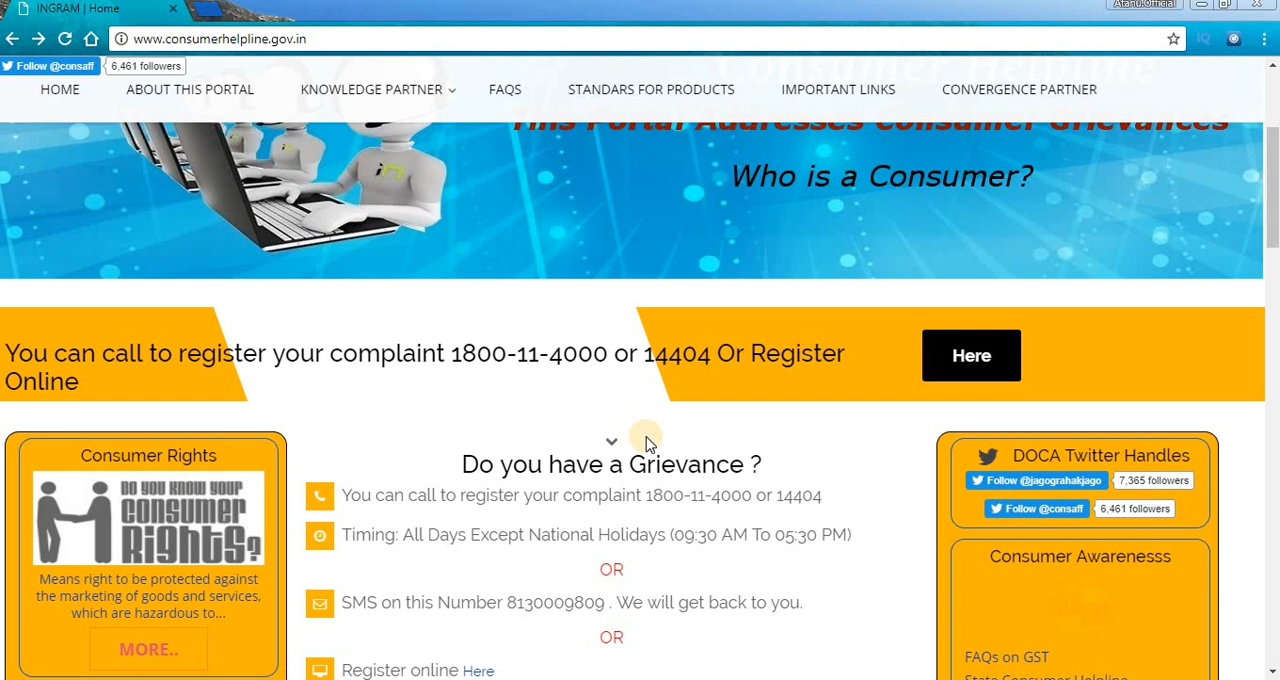 INGRAM | Home
Atanu.Official
www.consumerhelpline.gov.in
Follow @consaff 6,461 followers
Consumer Helpline
HOME ABOUT THIS PORTAL KNOWLEDGE PARTNER FAQS STANDARS FOR PRODUCTS IMPORTANT LINKS CONVERGENCE PARTNER
This Portal Addresses Consumer Grievances
in
Who is a Consumer?
You can call to register your complaint 1800-11-4000 or 14404 Or Register
Online
Here
Consumer Rights
DO YOU KNOW YOUR
CONSUMER
RIGHTS?
Means right to be protected against
the marketing of goods and services,
which are hazardous to...
MORE..
Do you have a Grievance ?
You can call to register your complaint 1800-11-4000 or 14404
Timing: All Days Except National Holidays (09:30 AM To 05:30 PM)
OR
SMS on this Number 8130009809 . We will get back to you.
OR
Register online Here
DOCA Twitter Handles
Follow @jagograhakjago 7,365 followers
Follow @consaff 6,461 followers
Consumer Awarenesss
FAQs on GST
State Consumer Helpline